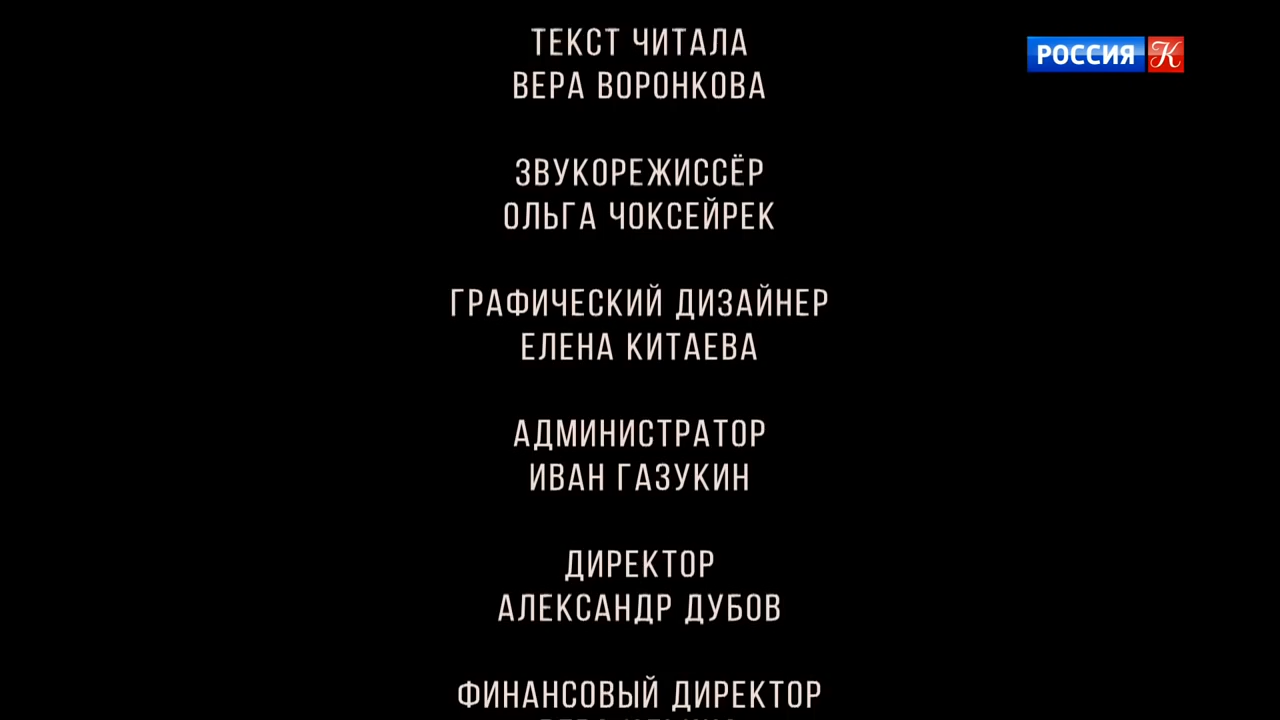 ТЕКСТ ЧИТАЛА
РОССИЯ К
ВЕРА ВОРОНКОВА
ЗВУКОРЕЖИССЁР
ОЛЬГА ЧОКСЕЙРЕК
ГРАФИЧЕСКИЙ ДИЗАЙНЕР
ЕЛЕНА КИТАЕВА
АДМИНИСТРАТОР
ИВАН ГАЗУКИН
ДИРЕКТОР
АЛЕКСАНДР ДУБОВ
ФИНАНСОВЫЙ ДИРЕКТОР